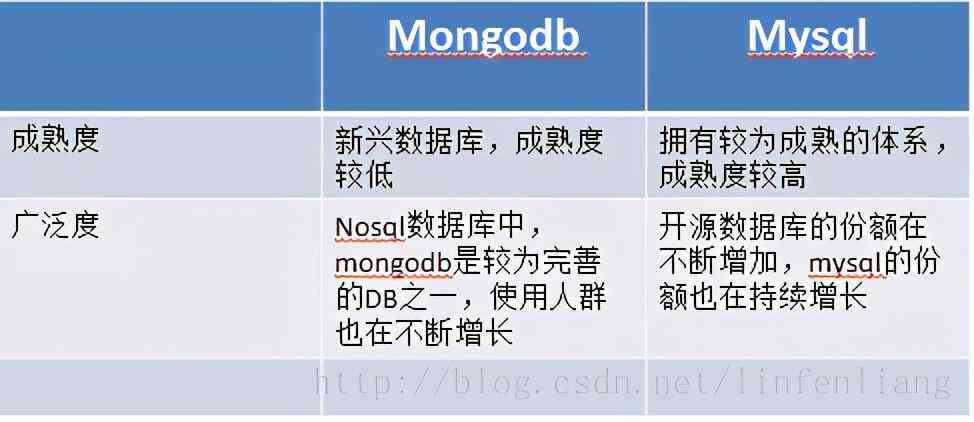 Mongodb
Mysql
成熟度
新兴数据库，成熟度
较低
拥有较为成熟的体系，
成熟度较高
广泛度
Nosql数据库中，
mongodb是较为完善
的DB之一，使用人群
也在不断增长
开源数据库的份额在
不断增加，mysql的份
额也在持续增长
http://blog.csdn.net/linfenliang